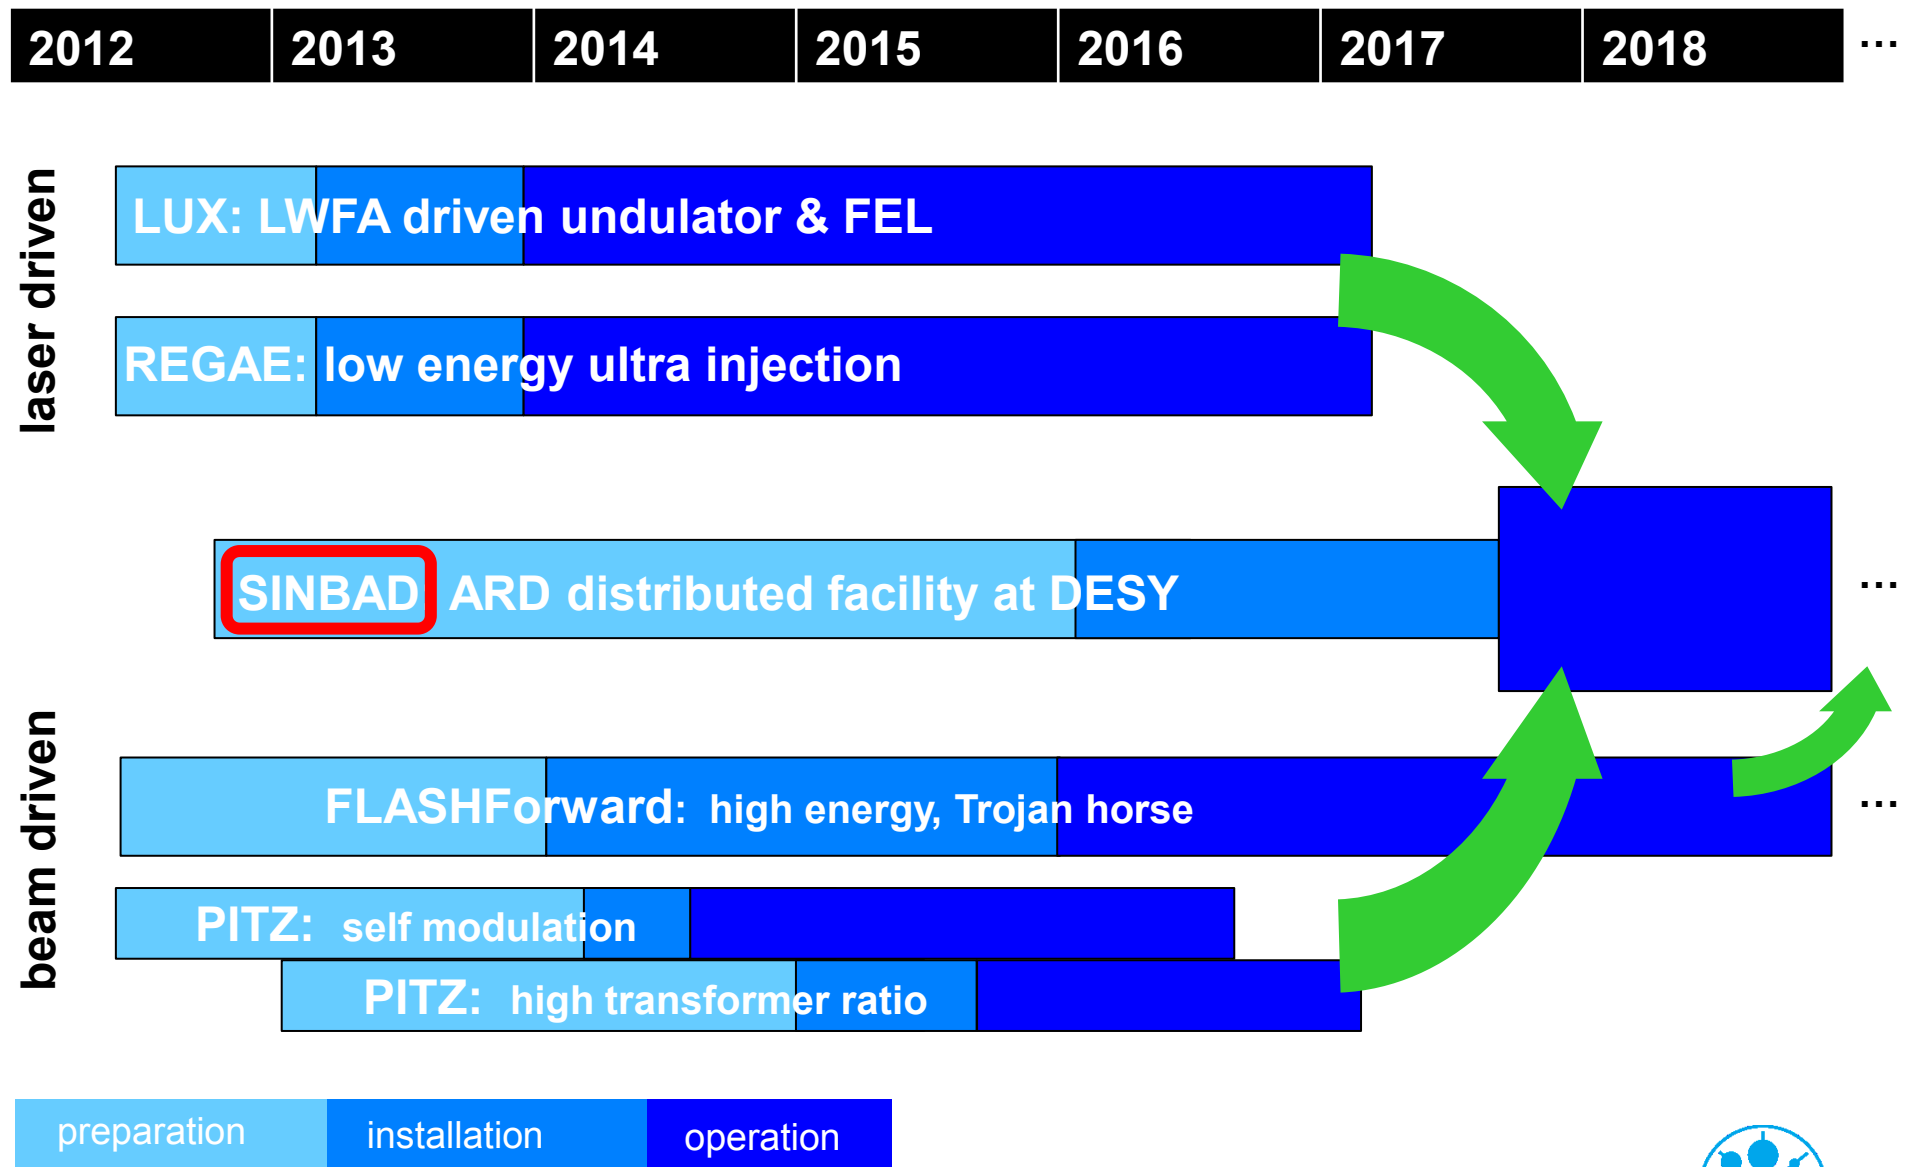 2012 2013 2014 2015 2016 2017 2018 ...
laser driven
LUX: LWFA driven undulator & FEL
REGAE: low energy ultra injection
SINBAD ARD distributed facility at DESY ...
beam driven
FLASHForward: high energy, Trojan horse ...
PITZ: self modulation
PITZ: high transformer ratio
preparation installation operation